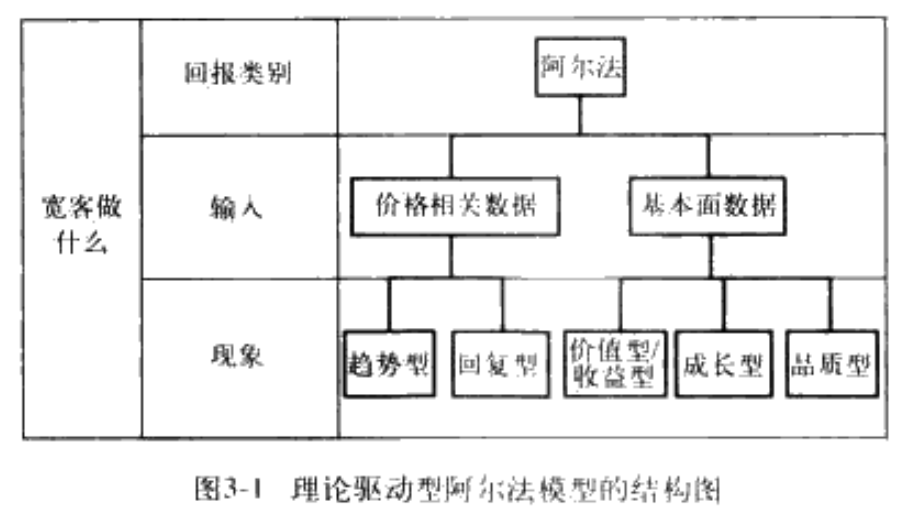 回报类别
阿尔法
宽客做
什么
输入
价格相关数据
基本面数据
现象
趋势型
回复型
价值型/
收益型
成长型
品质型
图3-1 理论驱动型阿尔法模型的结构图